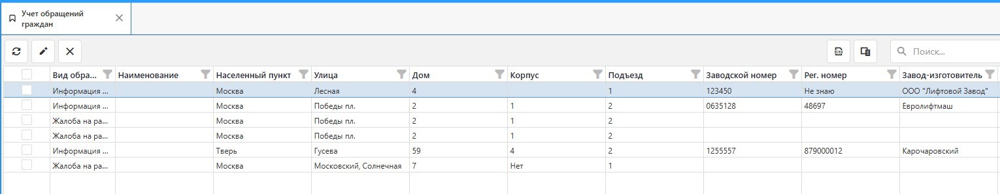 Учет обращений
граждан
XLSX
Поиск...
Вид обра... Наименование Населенный пункт Улица Дом Корпус Подъезд Заводской номер Рег. номер Завод-изготовитель
Информация ... Москва Лесная 4 1 123450 Не знаю ООО "Лифтовой Завод"
Информация ... Москва Победы пл. 2 1 2 0635128 48697 Евролифтмаш
Жалоба на ра... Москва Победы пл. 2 1 2
Жалоба на ра... Москва Победы пл. 2 1 2
Информация ... Тверь Гусева 59 4 2 1255557 879000012 Карочаровский
Жалоба на ра... Москва Московский, Солнечная 7 Нет 1